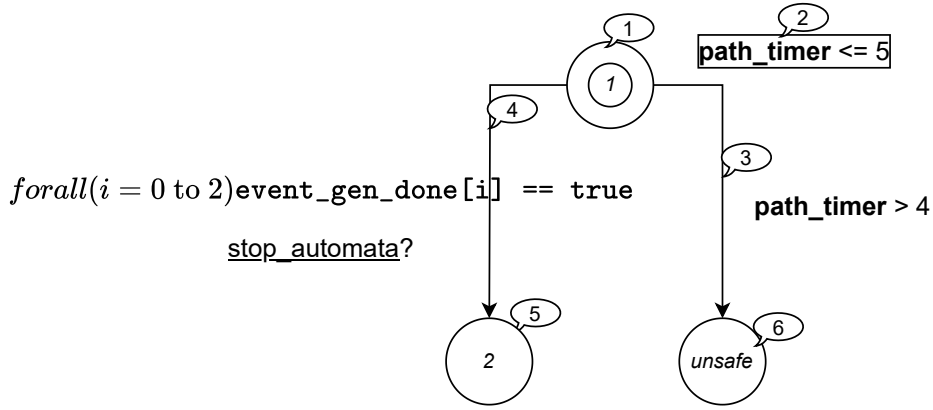 1
2
path_timer <= 5
1
4
3
forall(i = 0 to 2)event_gen_done[i] == true
path_timer > 4
stop_automata?
5
6
2
unsafe